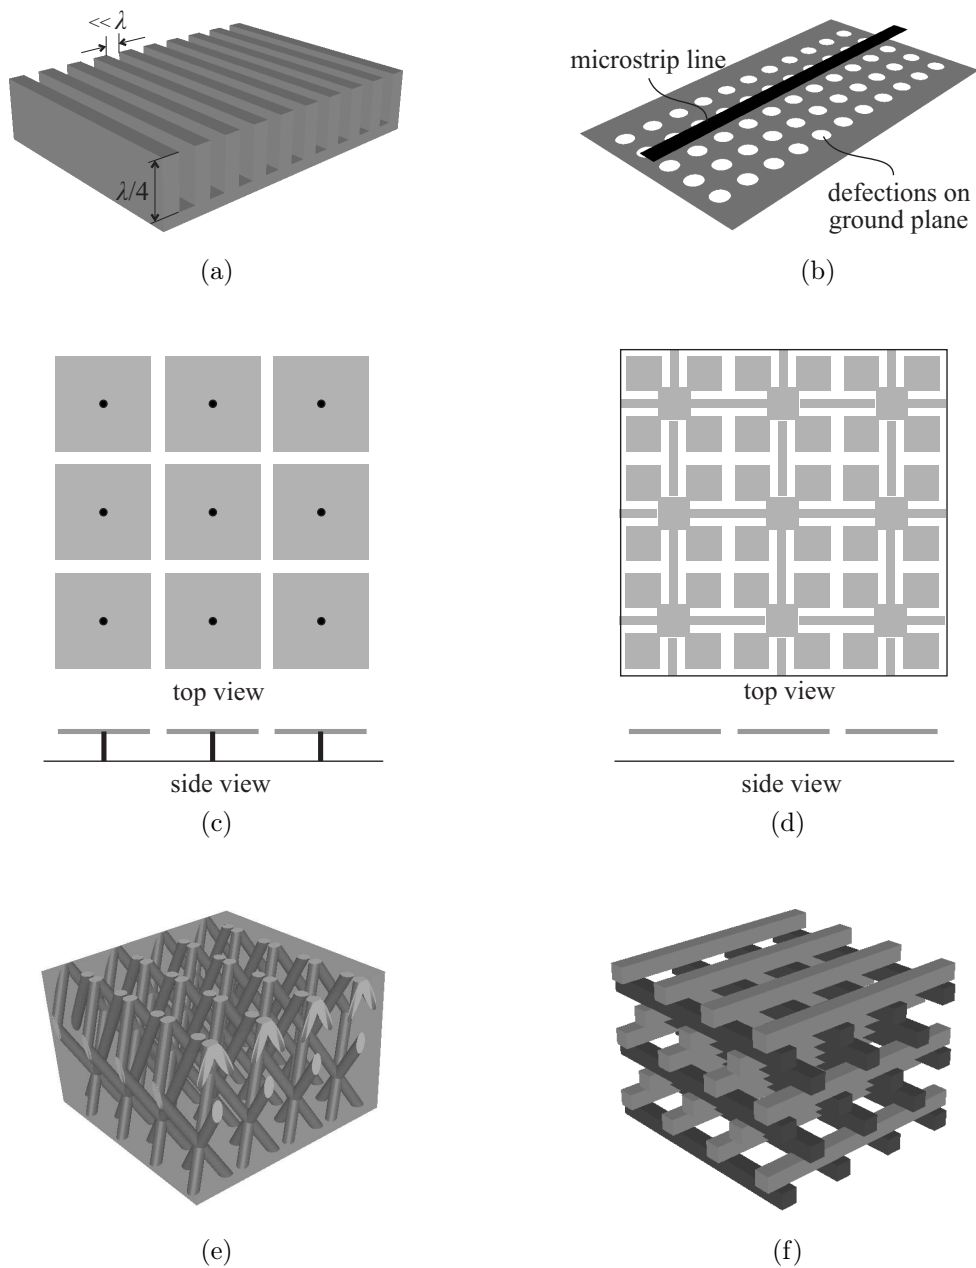 << λ
λ/4
(a)
microstrip line
defections on
ground plane
(b)
top view
side view
(c)
top view
side view
(d)
(e)
(f)